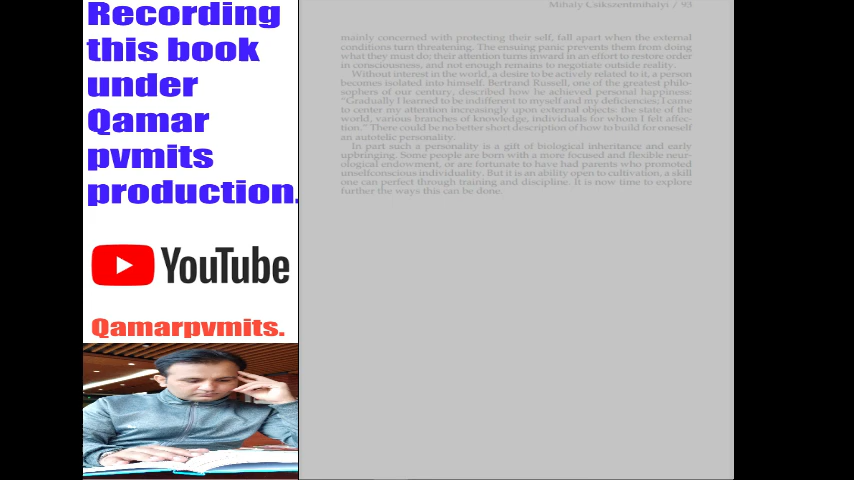 Recording
this book
under
Qamar
pvmits
production.
YouTube
Qamarpvmits.
Mihaly Csikszentmihalyi / 93
mainly concerned with protecting their self, fall apart when the external
conditions turn threatening. The ensuing panic prevents them from doing
what they must do; their attention turns inward in an effort to restore order
in consciousness, and not enough remains to negotiate outside reality.
Without interest in the world, a desire to be actively related to it, a person
becomes isolated into himself. Bertrand Russell, one of the greatest philo-
sophers of our century, described how he achieved personal happiness:
“Gradually I learned to be indifferent to myself and my deficiencies; I came
to center my attention increasingly upon external objects: the state of the
world, various branches of knowledge, individuals for whom I felt affec-
tion.” There could be no better short description of how to build for oneself
an autotelic personality.
In part such a personality is a gift of biological inheritance and early
upbringing. Some people are born with a more focused and flexible neur-
ological endowment, or are fortunate to have had parents who promoted
unselfconscious individuality. But it is an ability open to cultivation, a skill
one can perfect through training and discipline. It is now time to explore
further the ways this can be done.